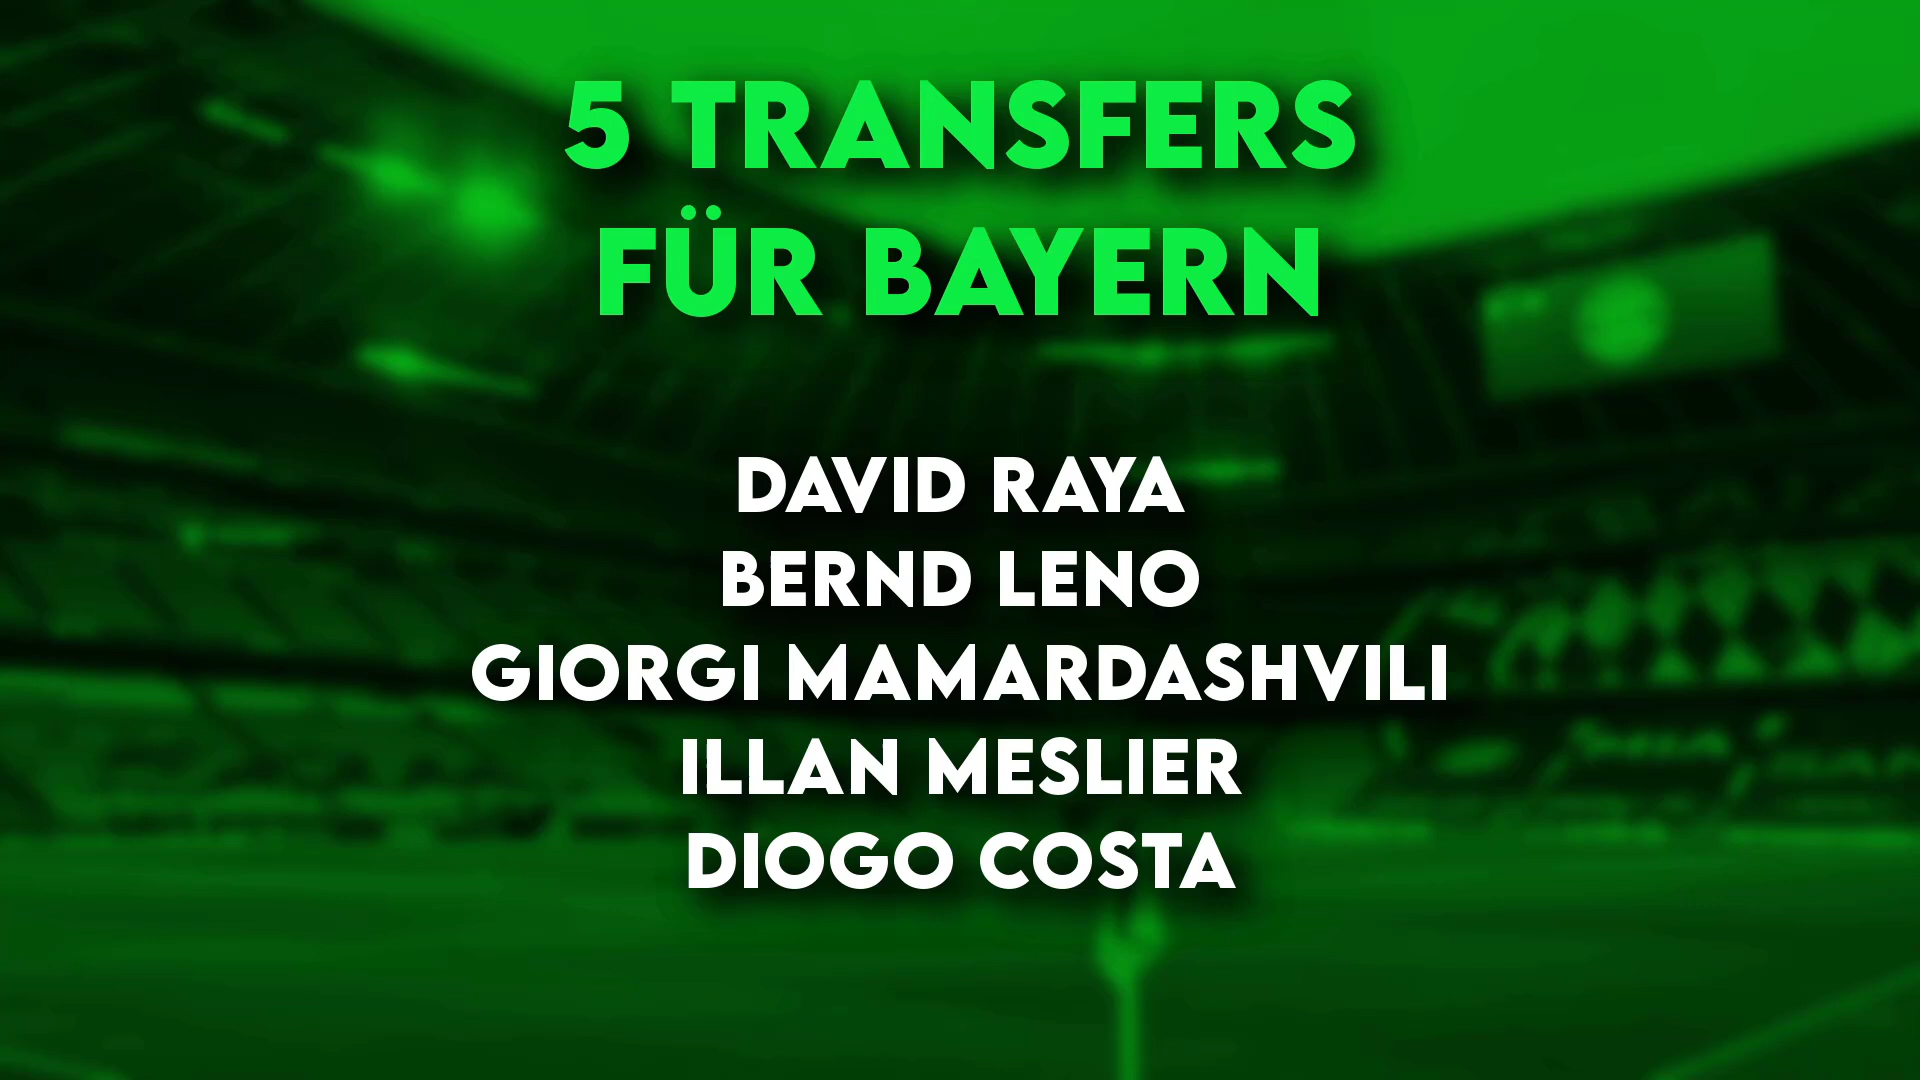 5 TRANSFERS
FÜR BAYERN
DAVID RAYA
BERND LENO
GIORGI MAMARDASHVILI
ILLAN MESLIER
DIOGO COSTA